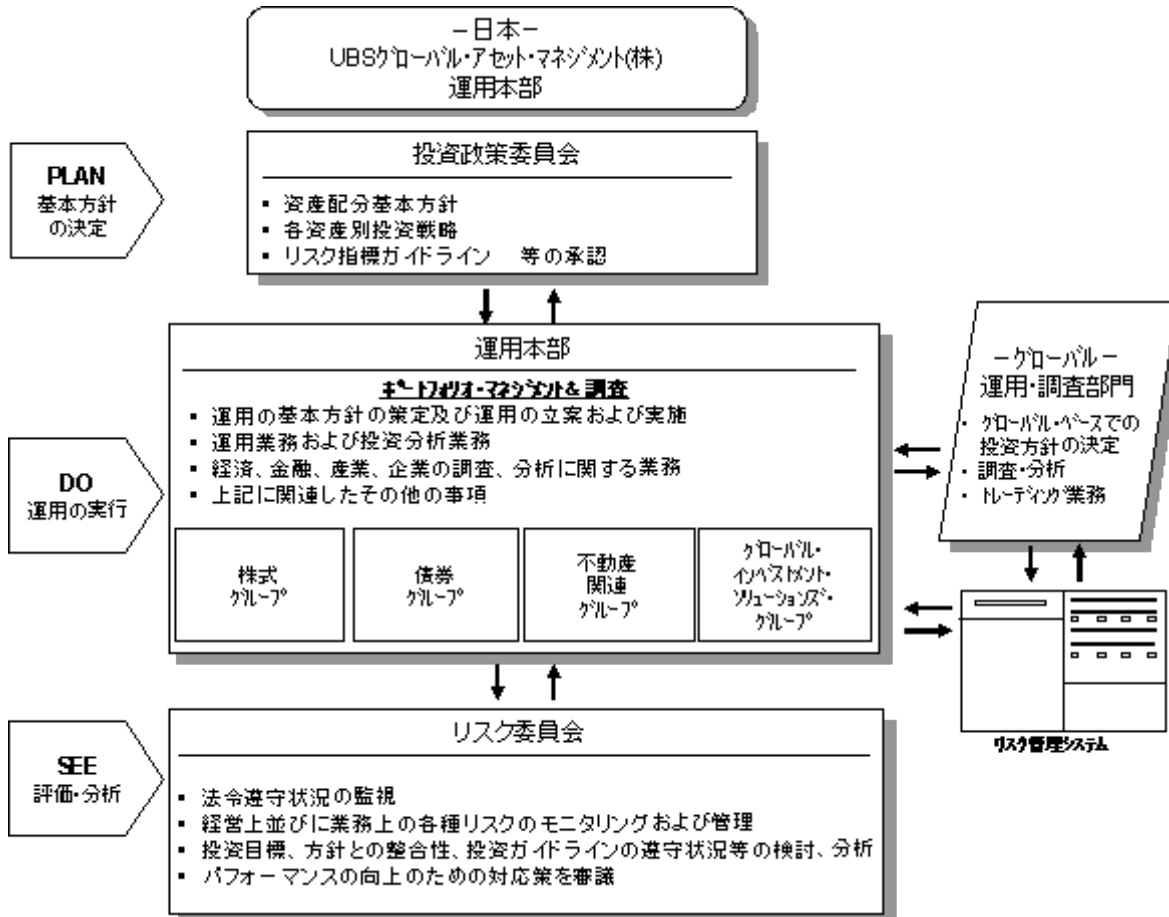 －日本－
UBSｸﾞﾛｰﾊﾞﾙ・ｱｾｯﾄ・ﾏﾈｼﾞﾒﾝﾄ(株)
運用本部
PLAN
基本方針
の決定
投資政策委員会
▪ 資産配分基本方針
▪ 各資産別投資戦略
▪ リスク指標ガイドライン　等の承認
DO
運用の実行
運用本部
ﾎﾟｰﾄﾌｫﾘｵ・ﾏﾈｼﾞﾒﾝﾄ& 調査
▪ 運用の基本方針の策定及び運用の立案および実施
▪ 運用業務および投資分析業務
▪ 経済、金融、産業、企業の調査、分析に関する業務
▪ 上記に関連したその他の事項
株式
ｸﾞﾙｰﾌﾟ
債券
ｸﾞﾙｰﾌﾟ
不動産
関連
ｸﾞﾙｰﾌﾟ
ｸﾞﾛｰﾊﾞﾙ・
ｲﾝﾍﾞｽﾄﾒﾝﾄ・
ｿﾘｭｰｼｮﾝｽﾞ・
ｸﾞﾙｰﾌﾟ
－ｸﾞﾛｰﾊﾞﾙ－
運用・調査部門
・ ｸﾞﾛｰﾊﾞﾙ・ﾍﾞｰｽでの
投資方針の決定
・ 調査・分析
・ ﾄﾚｰﾃﾞｨﾝｸﾞ業務
ﾘｽｸ管理ｼｽﾃﾑ
SEE
評価・分析
リスク委員会
▪ 法令遵守状況の監視
▪ 経営上並びに業務上の各種リスクのモニタリングおよび管理
▪ 投資目標、方針との整合性、投資ガイドラインの遵守状況等の検討、分析
▪ パフォーマンスの向上のための対応策を審議